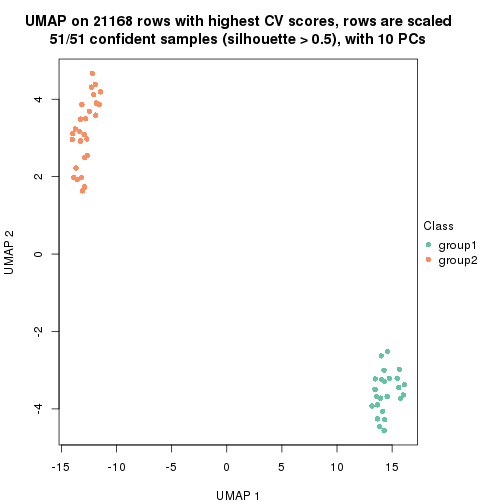 UMAP on 21168 rows with highest CV scores, rows are scaled
51/51 confident samples (silhouette > 0.5), with 10 PCs
4
2
0
-2
-4
UMAP 2
-15
-10
-5
0
5
10
15
UMAP 1
Class
group1
group2